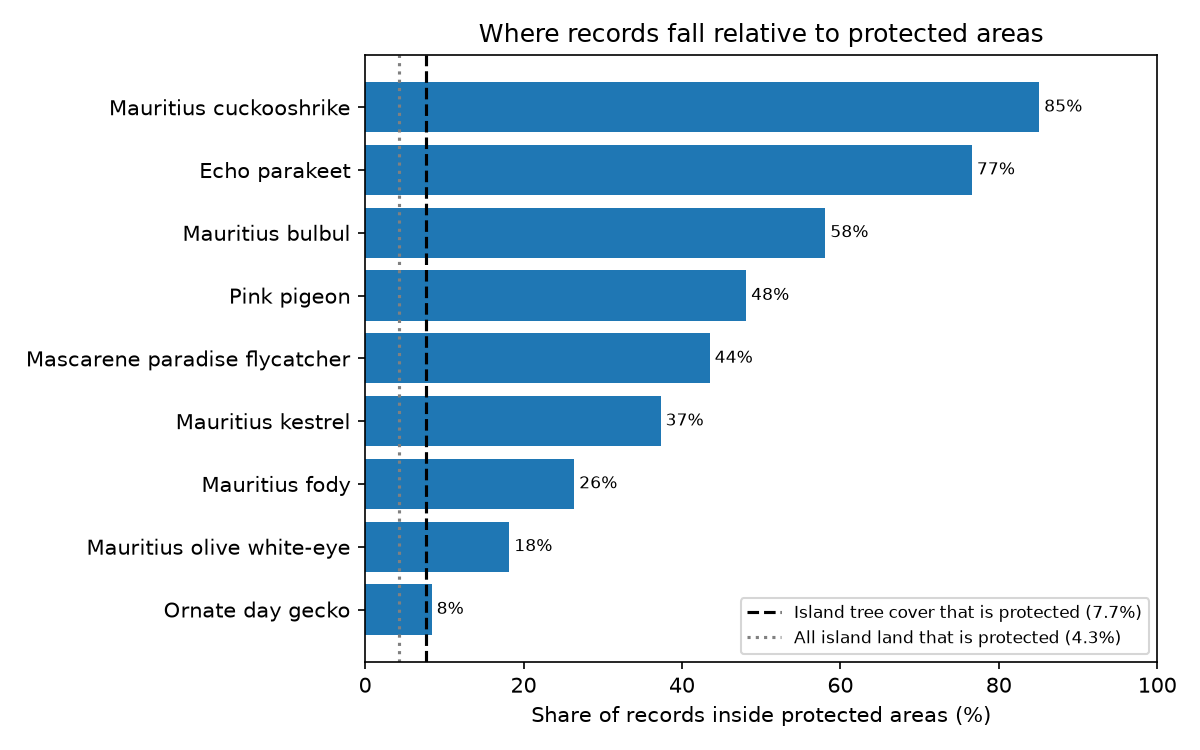 Where records fall relative to protected areas
Mauritius cuckooshrike
85%
Echo parakeet
77%
Mauritius bulbul
58%
Pink pigeon
48%
Mascarene paradise flycatcher
44%
Mauritius kestrel
37%
Mauritius fody
26%
Mauritius olive white-eye
18%
Ornate day gecko
8%
Island tree cover that is protected (7.7%)
All island land that is protected (4.3%)
0 20 40 60 80 100
Share of records inside protected areas (%)